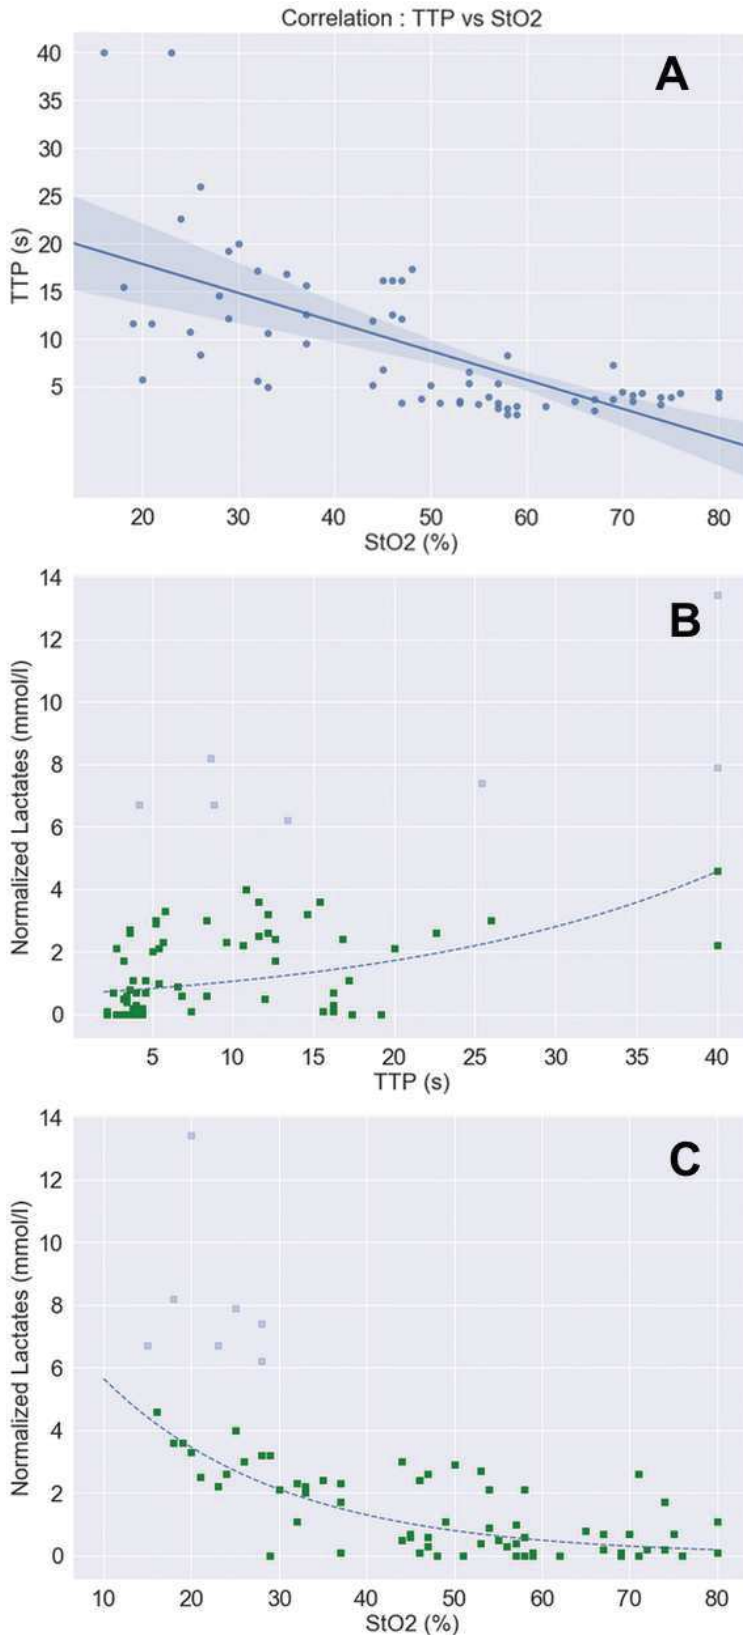 Correlation : TTP vs StO2
A
40
35
30
25
20
15
10
5
TTP (s)
20 30 40 50 60 70 80
StO2 (%)
B
14
12
10
8
6
4
2
0
Normalized Lactates (mmol/l)
5 10 15 20 25 30 35 40
TTP (s)
C
14
12
10
8
6
4
2
0
Normalized Lactates (mmol/l)
10 20 30 40 50 60 70 80
StO2 (%)